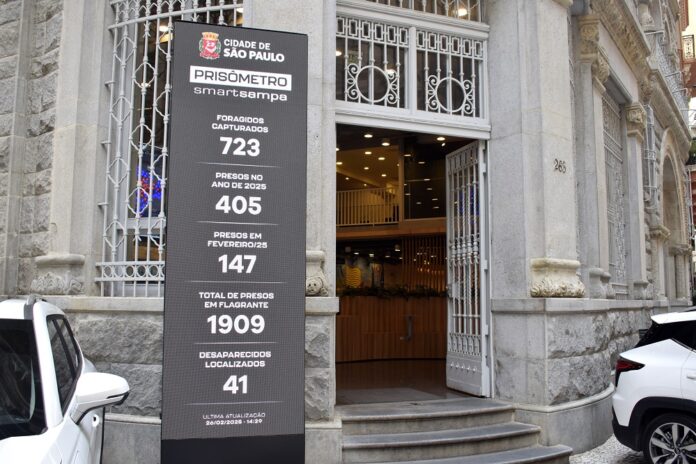 CIDADE DE
SÃO PAULO
PRISÔMETRO
smartsampa
FORAGIDOS
CAPTURADOS
723
PRESOS NO
ANO DE 2025
405
PRESOS EM
FEVEREIRO/25
147
TOTAL DE PRESOS
EM FLAGRANTE
1909
DESAPARECIDOS
LOCALIZADOS
41
ÚLTIMA ATUALIZAÇÃO
26/02/2025 - 14:29
265